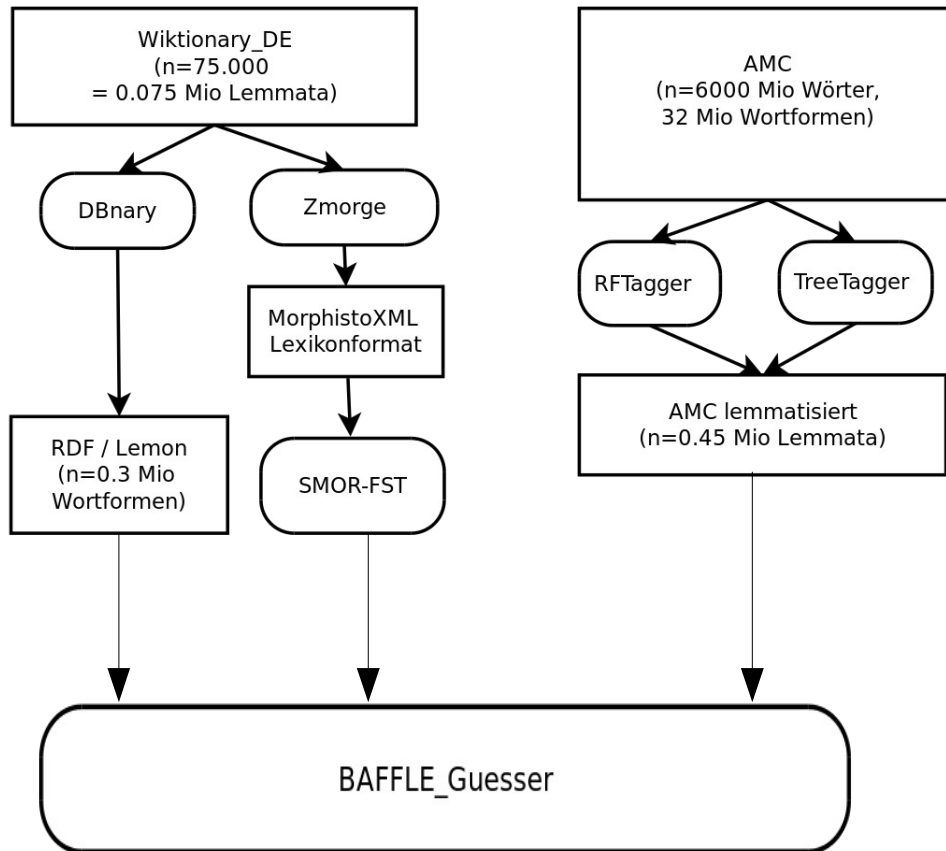 Wiktionary_DE
(n=75.000
= 0.075 Mio Lemmata)
AMC
(n=6000 Mio Wörter,
32 Mio Wortformen)
DBnary
Zmorge
RFTagger
TreeTagger
MorphistoXML
Lexikonformat
AMC lemmatisiert
(n=0.45 Mio Lemmata)
RDF / Lemon
(n=0.3 Mio
Wortformen)
SMOR-FST
BAFFLE_Guesser